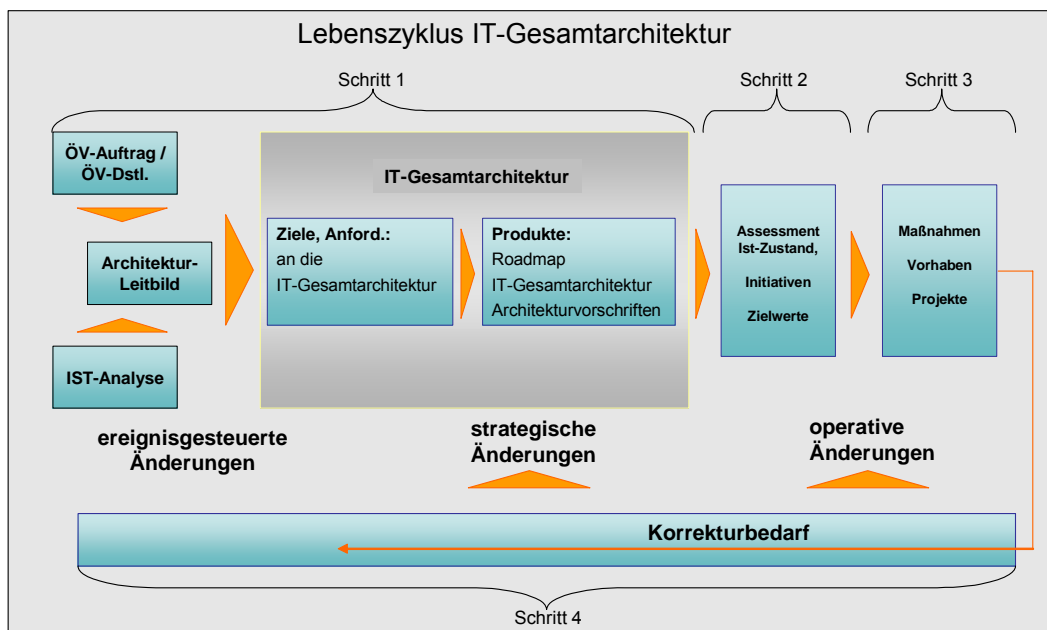 Lebenszyklus IT-Gesamtarchitektur
Schritt 1
Schritt 2
Schritt 3
ÖV-Auftrag /
ÖV-Dstl.
Architektur-
Leitbild
IST-Analyse
IT-Gesamtarchitektur
Ziele, Anford.:
an die
IT-Gesamtarchitektur
Produkte:
Roadmap
IT-Gesamtarchitektur
Architekturvorschriften
Assessment
Ist-Zustand,
Initiativen
Zielwerte
Maßnahmen
Vorhaben
Projekte
ereignisgesteuerte
Änderungen
strategische
Änderungen
operative
Änderungen
Korrekturbedarf
Schritt 4